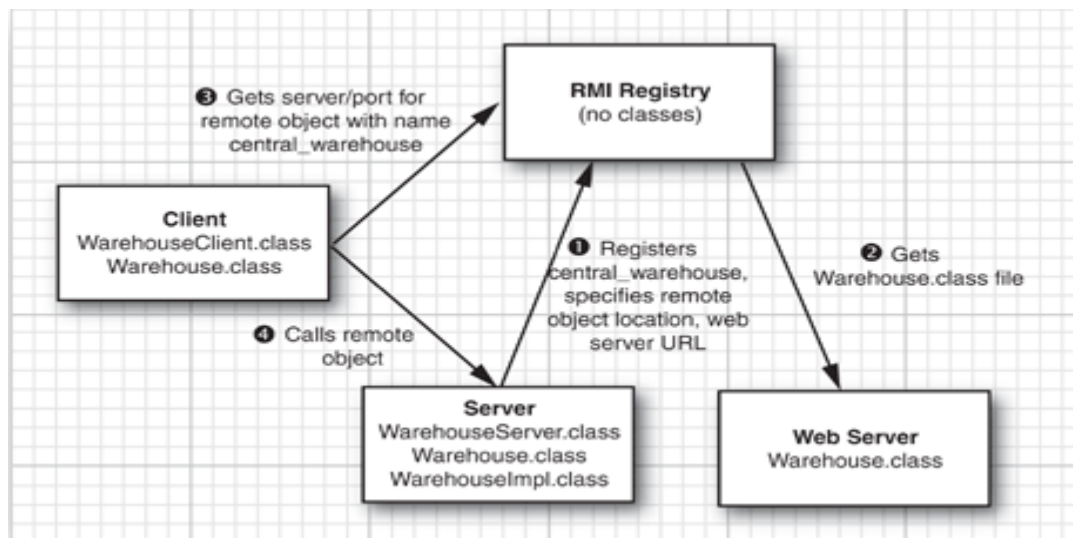 RMI Registry
(no classes)
❸ Gets server/port for
remote object with name
central_warehouse
Client
WarehouseClient.class
Warehouse.class
❶ Registers
central_warehouse,
specifies remote
object location, web
server URL
❷ Gets
Warehouse.class file
❹ Calls remote
object
Server
WarehouseServer.class
Warehouse.class
WarehouseImpl.class
Web Server
Warehouse.class